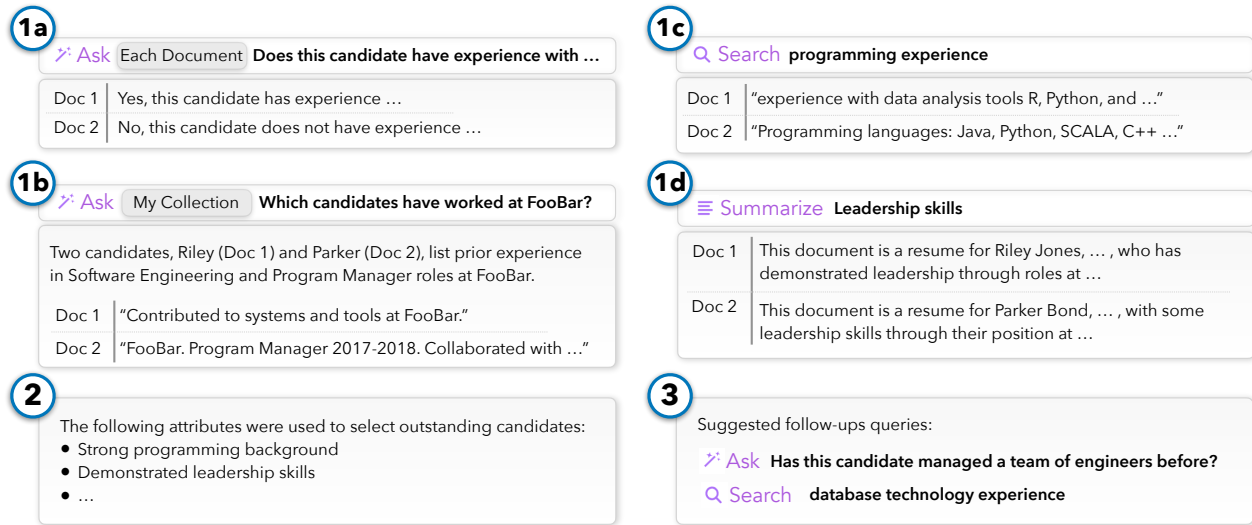 1a
Ask Each Document Does this candidate have experience with …
Doc 1 Yes, this candidate has experience …
Doc 2 No, this candidate does not have experience …
1b
Ask My Collection Which candidates have worked at FooBar?
Two candidates, Riley (Doc 1) and Parker (Doc 2), list prior experience
in Software Engineering and Program Manager roles at FooBar.
Doc 1 “Contributed to systems and tools at FooBar.”
Doc 2 “FooBar. Program Manager 2017-2018. Collaborated with …”
2
The following attributes were used to select outstanding candidates:
● Strong programming background
● Demonstrated leadership skills
● …
1c
Search programming experience
Doc 1 “experience with data analysis tools R, Python, and …”
Doc 2 “Programming languages: Java, Python, SCALA, C++ …”
1d
Summarize Leadership skills
Doc 1 This document is a resume for Riley Jones, … , who has
demonstrated leadership through roles at …
Doc 2 This document is a resume for Parker Bond, … , with some
leadership skills through their position at …
3
Suggested follow-ups queries:
Ask Has this candidate managed a team of engineers before?
Search database technology experience